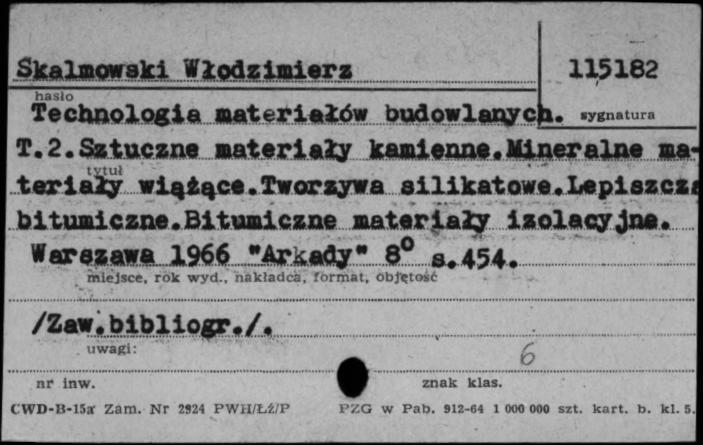 Skalmowski Włodzimierz 115182
hasło
Technologia materiałów budowlanych. sygnatura
T.2.Sztuczne materiały kamienne.Mineralne ma-
tytuł
teriały wiążące.Tworzywa silikatowe.Lepiszcza
bitumiczne.Bitumiczne materiały izolacyjne.
Warszawa 1966 "Arkady" 8° s.454.
miejsce, rok wyd., nakładca, format, objętość
/Zaw.bibliogr./.
uwagi: 6
nr inw. znak klas.
CWD-B-15a Zam. Nr 2924 PWH/Łź/P PZG w Pab. 912-64 1 000 000 szt. kart. b. kl. 5.